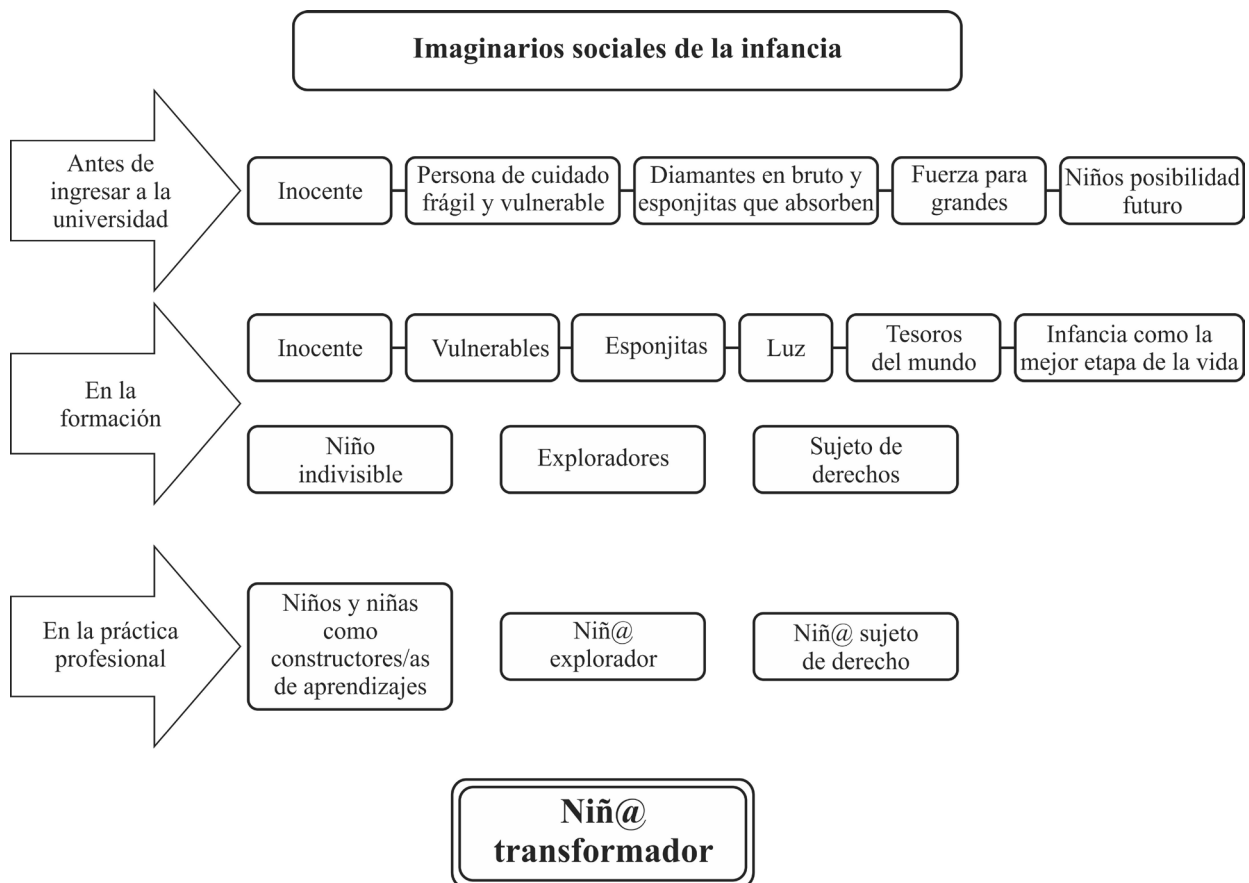 Imaginarios sociales de la infancia
Antes de
ingresar a la
universidad
Inocente
Persona de cuidado
frágil y vulnerable
Diamantes en bruto y
esponjitas que absorben
Fuerza para
grandes
Niños posibilidad
futuro
En la
formación
Inocente
Vulnerables
Esponjitas
Luz
Tesoros
del mundo
Infancia como la
mejor etapa de la vida
Niño
indivisible
Exploradores
Sujeto de
derechos
En la práctica
profesional
Niños y niñas
como
constructores/as
de aprendizajes
Niñ@
explorador
Niñ@ sujeto
de derecho
Niñ@
transformador